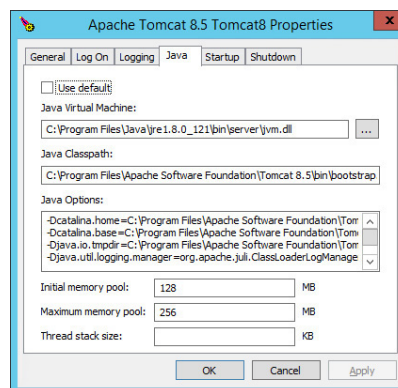 Apache Tomcat 8.5 Tomcat8 Properties
x
General Log On Logging Java Startup Shutdown
Use default
Java Virtual Machine:
C:\Program Files\Java\jre1.8.0_121\bin\server\jvm.dll ...
Java Classpath:
C:\Program Files\Apache Software Foundation\Tomcat 8.5\bin\bootstrap
Java Options:
-Dcatalina.home=C:\Program Files\Apache Software Foundation\Tom
-Dcatalina.base=C:\Program Files\Apache Software Foundation\Tom
-Djava.io.tmpdir=C:\Program Files\Apache Software Foundation\Tom
-Djava.util.logging.manager=org.apache.juli.ClassLoaderLogManage
Initial memory pool: 128 MB
Maximum memory pool: 256 MB
Thread stack size: KB
OK Cancel Apply